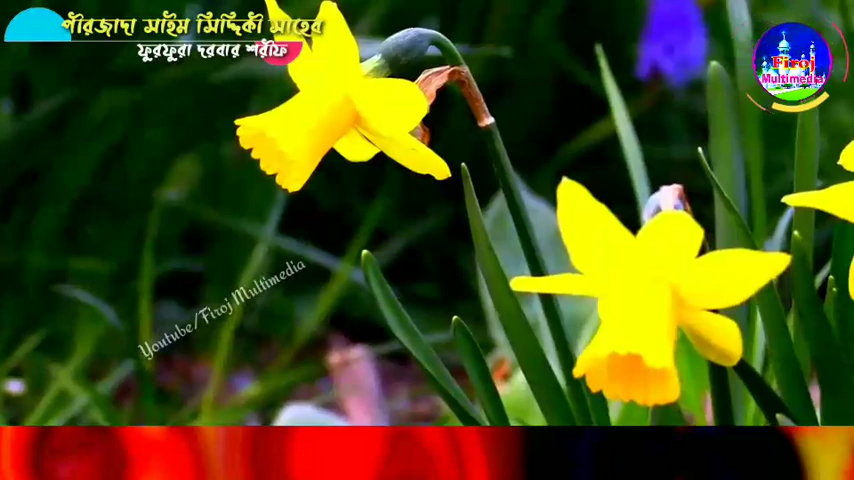 পীরজাদা সাইম সিদ্দিকী সাহেব
ফুরফুরা দরবার শরীফ
Firoj
Multimedia
Youtube/Firoj Multimedia